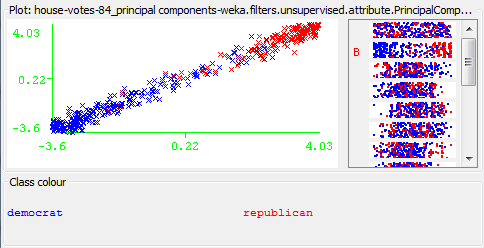 Plot: house-votes-84_principal components-weka.filters.unsupervised.attribute.PrincipalComp...
4.03
0.22
-3.6
-3.6
0.22
4.03
B
Class colour
democrat republican